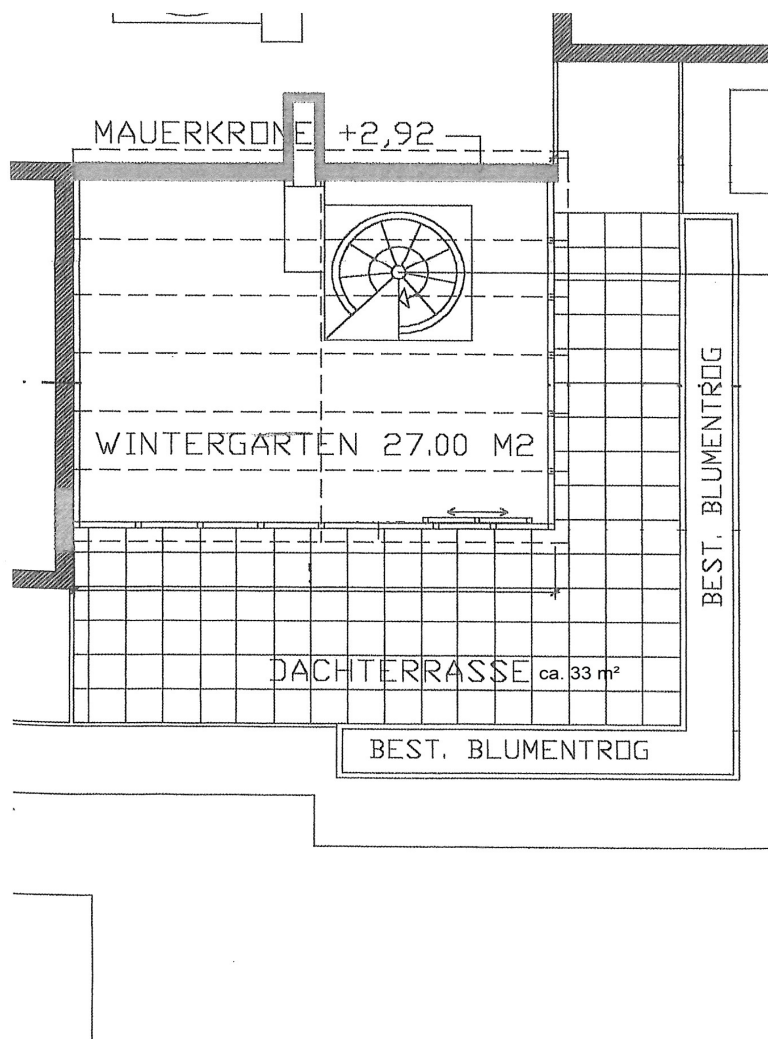 MAUERKRONE +2,92
WINTERGARTEN 27.00 M2
BEST. BLUMENTROG
DACHTERRASSE ca. 33 m²
BEST. BLUMENTROG